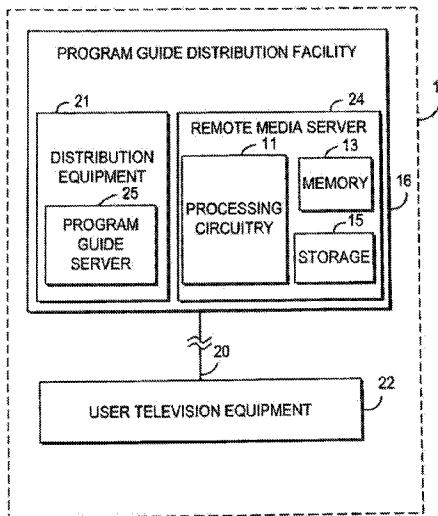 PROGRAM GUIDE DISTRIBUTION FACILITY
21
24
DISTRIBUTION
EQUIPMENT
25
PROGRAM
GUIDE
SERVER
REMOTE MEDIA SERVER
11
13
PROCESSING
CIRCUITRY
MEMORY
15
STORAGE
16
20
USER TELEVISION EQUIPMENT
22